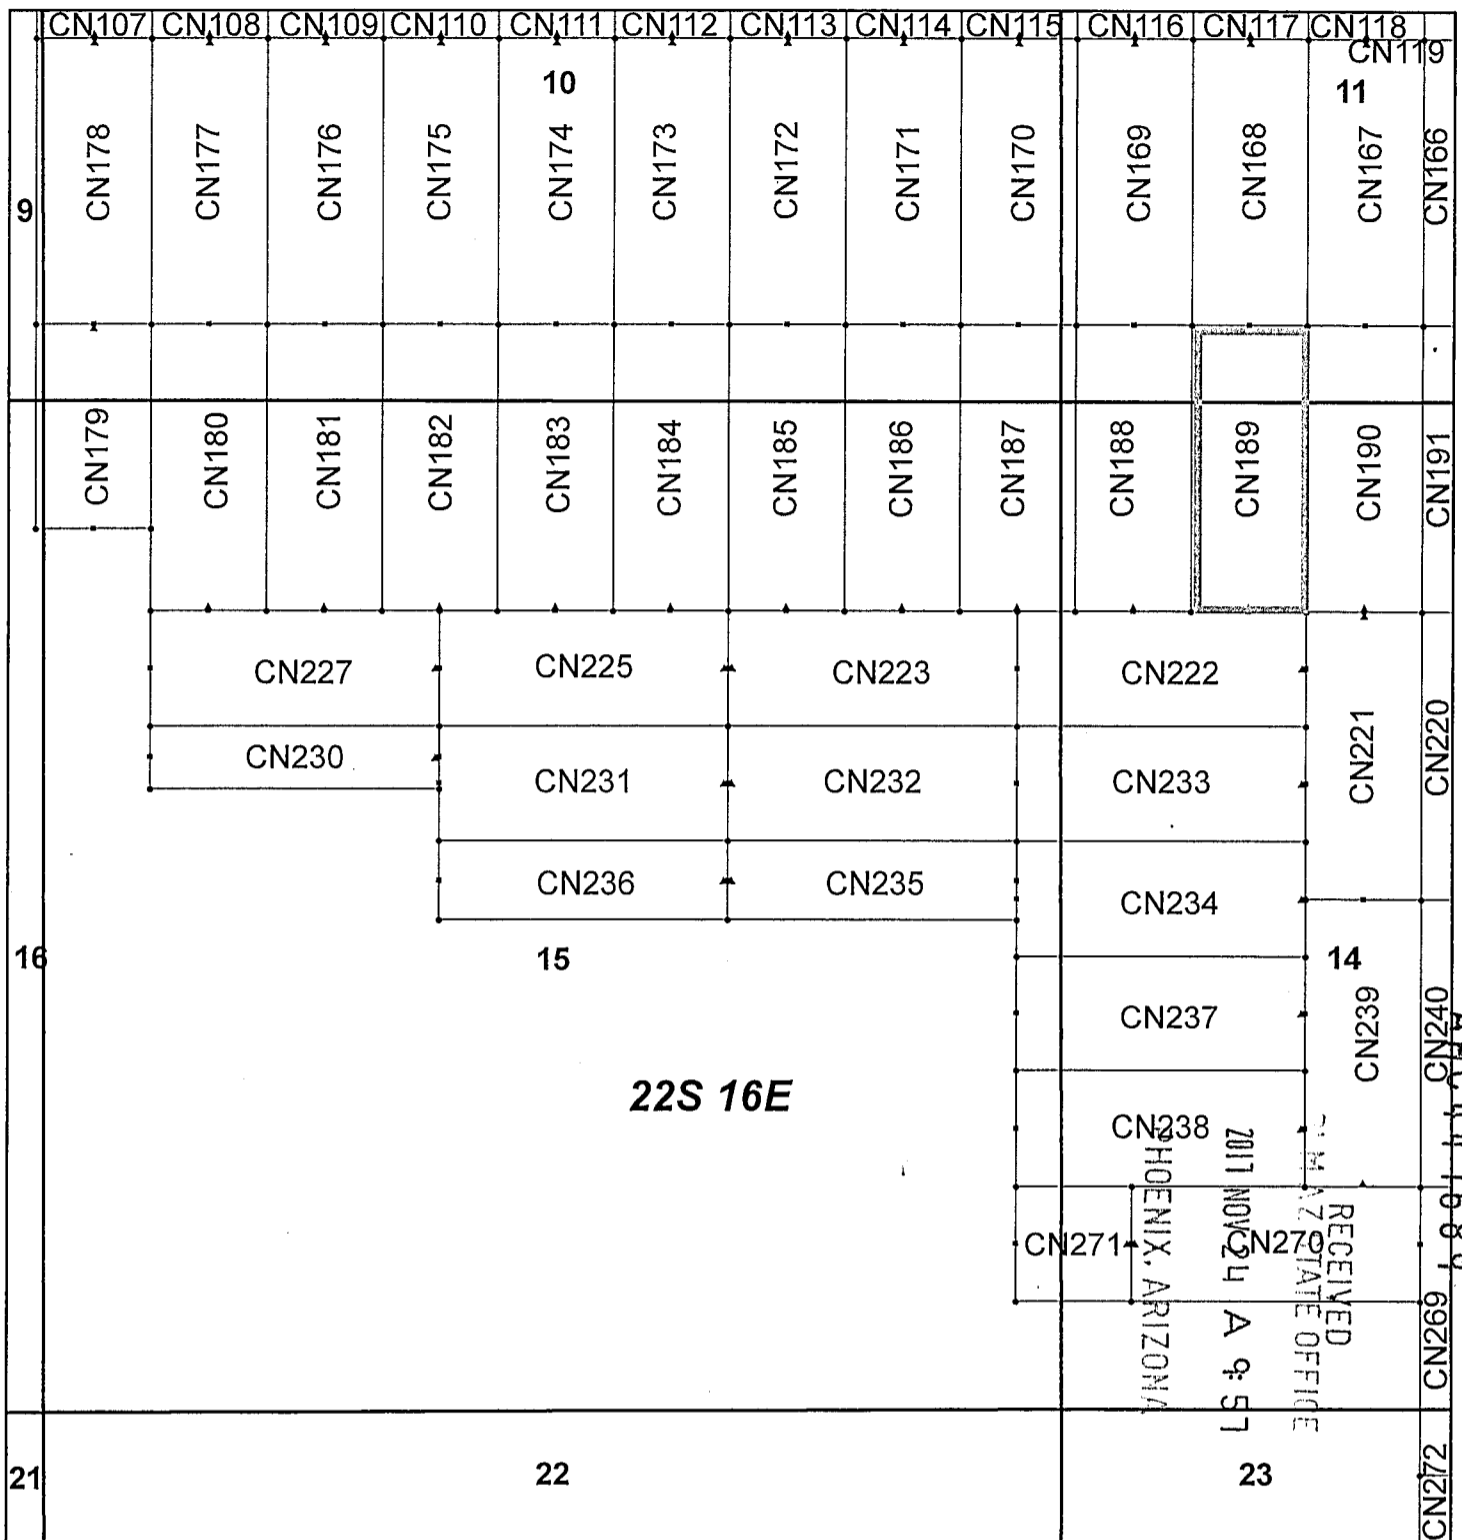 CN107 CN108 CN109 CN110 CN111 CN112 CN113 CN114 CN115 CN116 CN117 CN118
CN119
10
11
CN178 CN177 CN176 CN175 CN174 CN173 CN172 CN171 CN170 CN169 CN168 CN167 CN166
9
CN179 CN180 CN181 CN182 CN183 CN184 CN185 CN186 CN187 CN188 CN189 CN190 CN191
CN227 CN225 CN223 CN222
CN221 CN220
CN230 CN231 CN232 CN233
CN236 CN235 CN234
16 15 14
CN237 CN239 CN240
22S 16E
CN238
CN271 CN270
CN269
RECEIVED
STATE OFFICE
2017 NOV 24 A 9:57
PHOENIX, ARIZONA
21 22 23
CN272